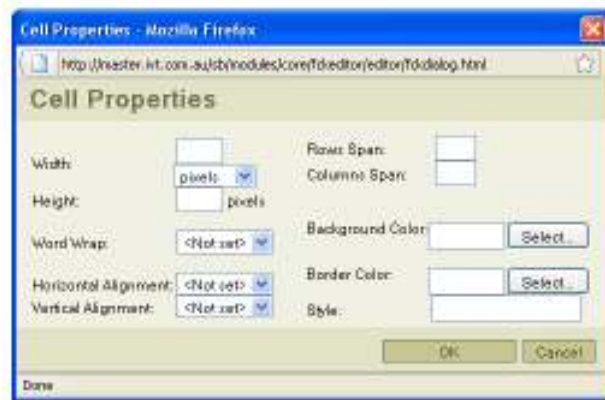 Cell Properties - Mozilla Firefox
http://master.ivt.com.au/sb/modules/core/fckeditor/editor/fckdialog.html
Cell Properties
Width:
pixels
Height:
pixels
Word Wrap:
<Not set>
Horizontal Alignment:
<Not set>
Vertical Alignment:
<Not set>
Rows Span:
Columns Span:
Background Color:
Select...
Border Color:
Select...
Style:
OK
Cancel
Done